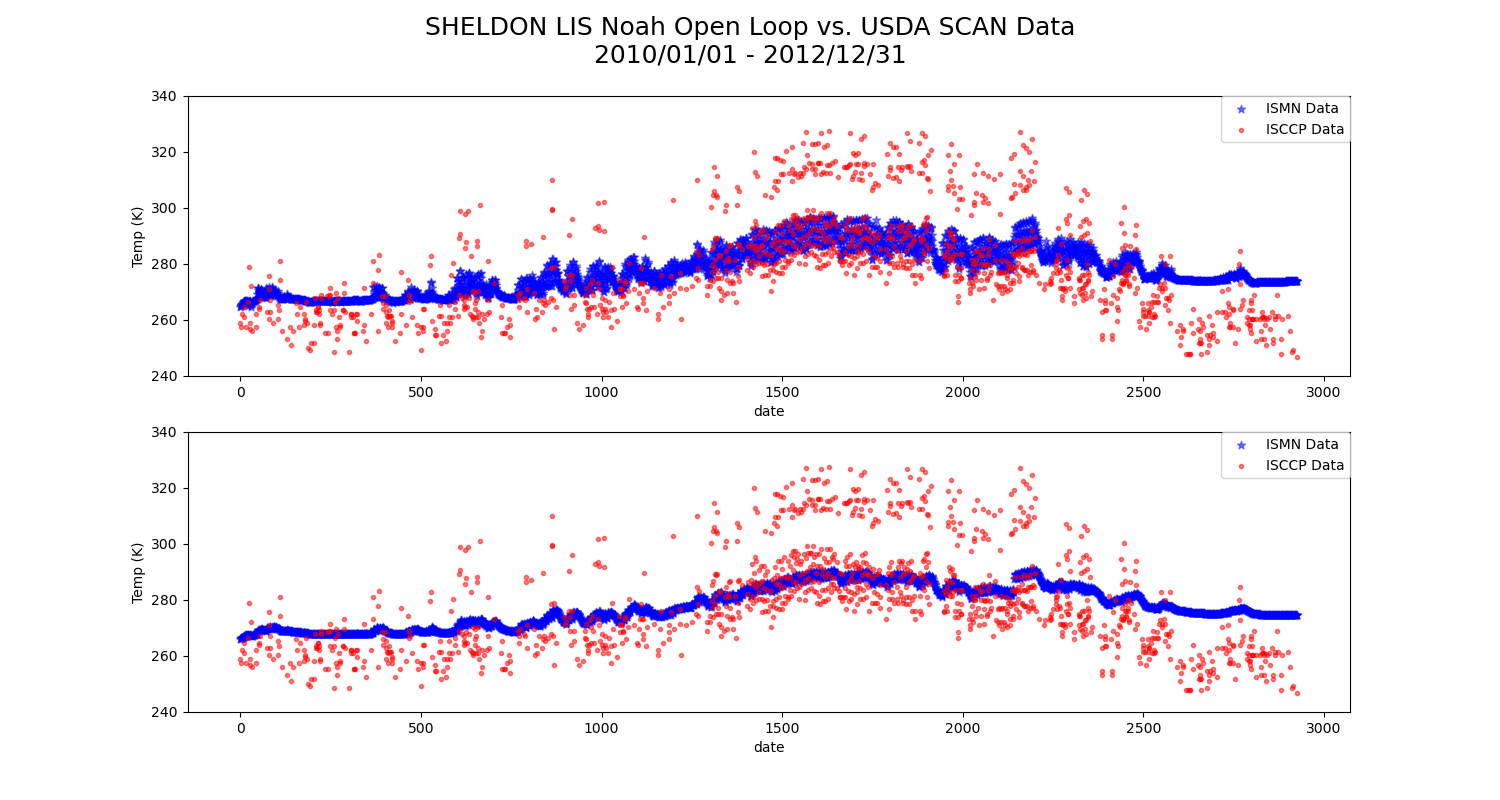 SHELDON LIS Noah Open Loop vs. USDA SCAN Data
2010/01/01 - 2012/12/31
340
320
300
280
260
240
Temp (K)
ISMN Data
ISCCP Data
0 500 1000 1500 2000 2500 3000
date
340
320
300
280
260
240
Temp (K)
ISMN Data
ISCCP Data
0 500 1000 1500 2000 2500 3000
date